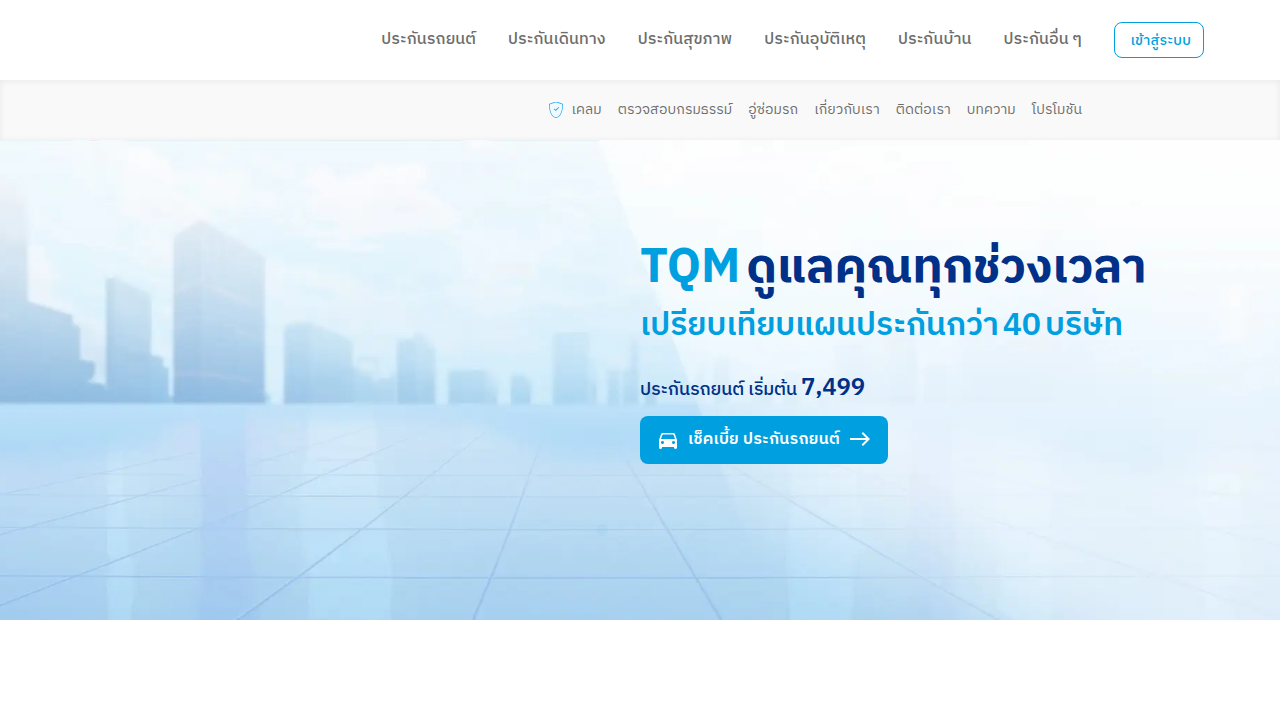 ประกันรถยนต์ ประกันเดินทาง ประกันสุขภาพ ประกันอุบัติเหตุ ประกันบ้าน ประกันอื่น ๆ เข้าสู่ระบบ
เคลม ตรวจสอบกรมธรรม์ อู่ซ่อมรถ เกี่ยวกับเรา ติดต่อเรา บทความ โปรโมชัน
TQM ดูแลคุณทุกช่วงเวลา
เปรียบเทียบแผนประกันกว่า 40 บริษัท
ประกันรถยนต์ เริ่มต้น 7,499
เช็คเบี้ย ประกันรถยนต์